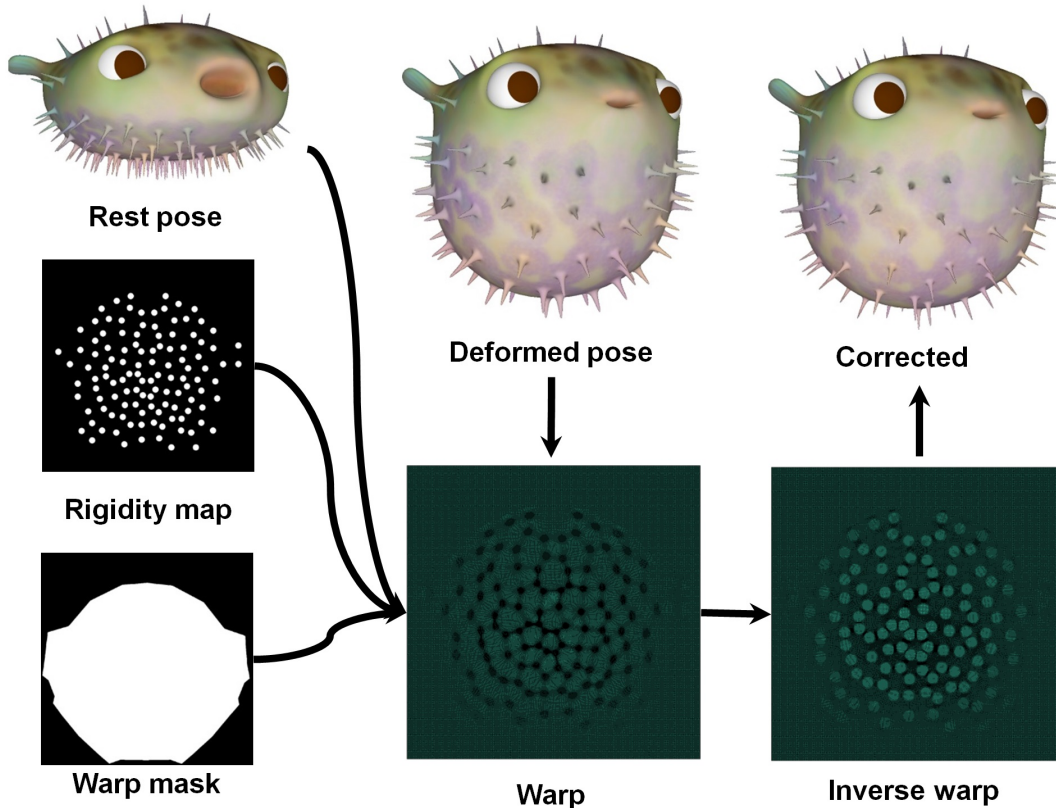 Rest pose
Rigidity map
Warp mask
Deformed pose
Warp
Corrected
Inverse warp